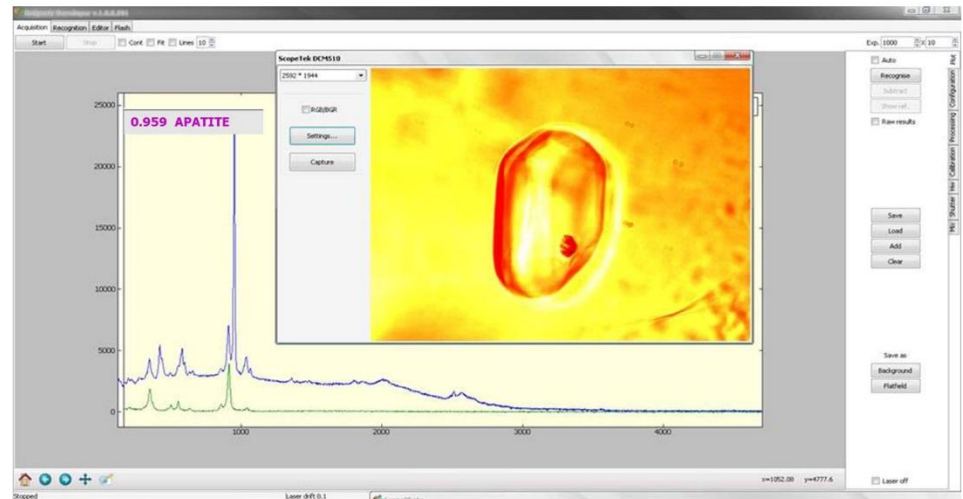 Acquisition Recognition Editor Flash
Start Stop Cont Fit Lines 10 Exp. 1000 X 10
ScopeTek DCM510
2592 * 1944
RGB/BGR
Settings...
Capture
0.959 APATITE
25000
20000
15000
10000
5000
0
1000 2000 3000 4000
Auto
Recognise
Subtract
Show ref.
Raw results
Save
Load
Add
Clear
Save as
Background
Flatfield
Laser off
Plot
Configuration
Processing
Calibration
Hw
Shutter
x=1052.08 y=4777.6
Stopped Laser drift 0.1